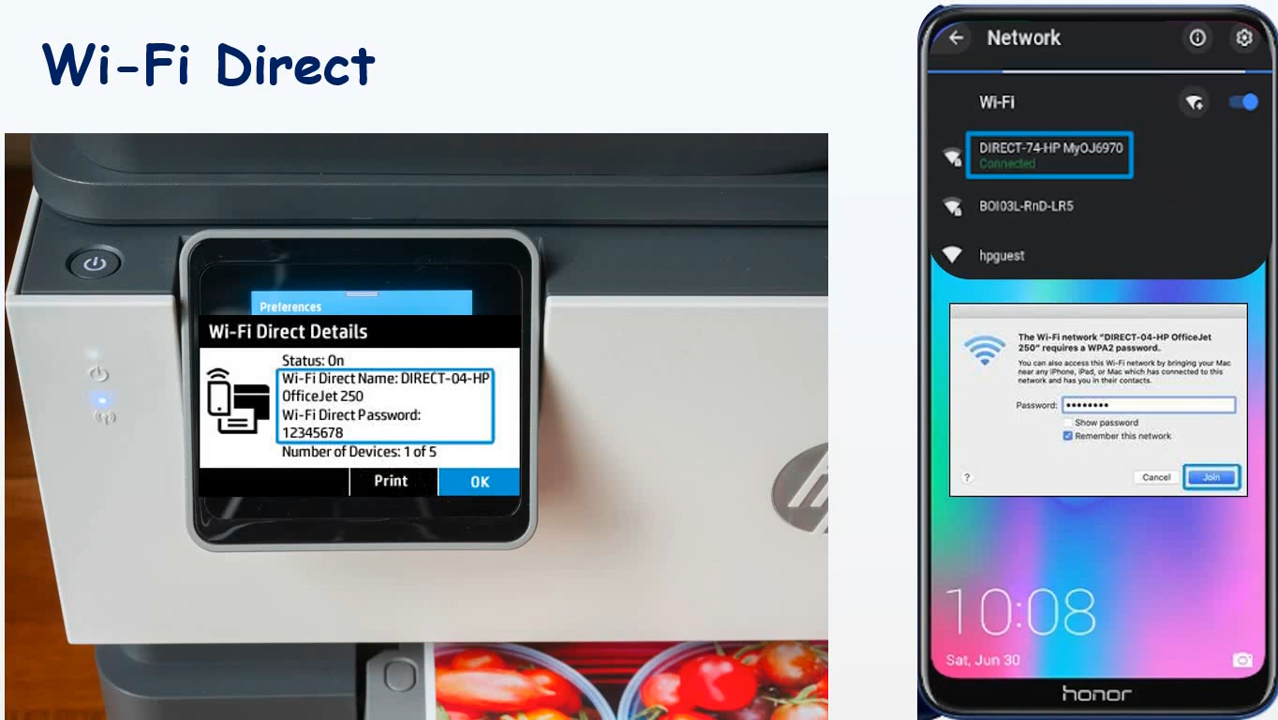 Wi-Fi Direct
Preferences
Wi-Fi Direct Details
Status: On
Wi-Fi Direct Name: DIRECT-04-HP
OfficeJet 250
Wi-Fi Direct Password:
12345678
Number of Devices: 1 of 5
Print
OK
hp
Network
Wi-Fi
DIRECT-74-HP MyOJ6970
Connected
BOI03L-RnD-LR5
hpguest
The Wi-Fi network "DIRECT-04-HP OfficeJet
250" requires a WPA2 password.
You can also access this Wi-Fi network by bringing your Mac
near any iPhone, iPad, or Mac which has connected to this
network and has you in their contacts.
Password: ••••••••
Show password
Remember this network
?
Cancel
Join
10:08
Sat, Jun 30
honor